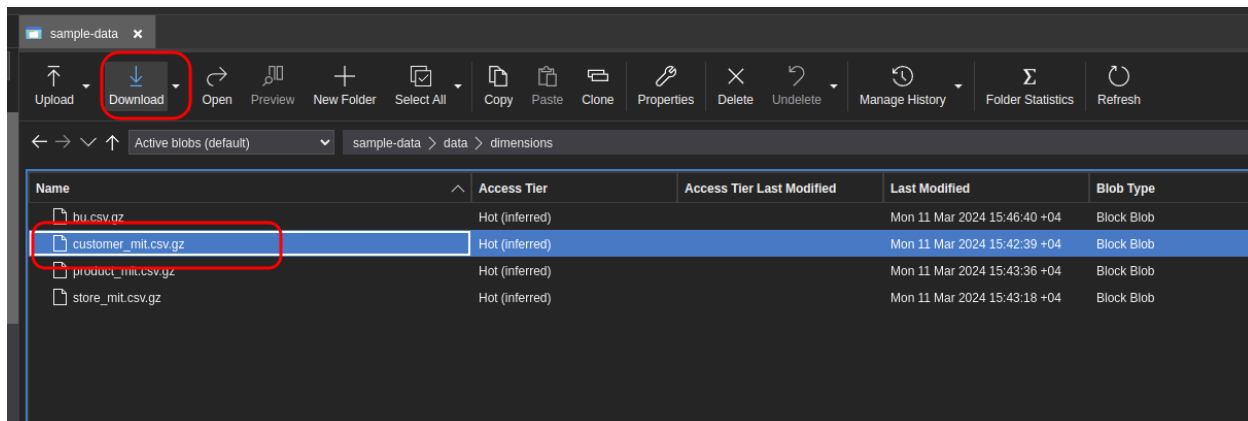 sample-data
Upload Download Open Preview New Folder Select All Copy Paste Clone Properties Delete Undelete Manage History Folder Statistics Refresh
Active blobs (default) sample-data data dimensions
Name Access Tier Access Tier Last Modified Last Modified Blob Type
bu.csv.gz Hot (inferred) Mon 11 Mar 2024 15:46:40 +04 Block Blob
customer_mit.csv.gz Hot (inferred) Mon 11 Mar 2024 15:42:39 +04 Block Blob
product_mit.csv.gz Hot (inferred) Mon 11 Mar 2024 15:43:36 +04 Block Blob
store_mit.csv.gz Hot (inferred) Mon 11 Mar 2024 15:43:18 +04 Block Blob